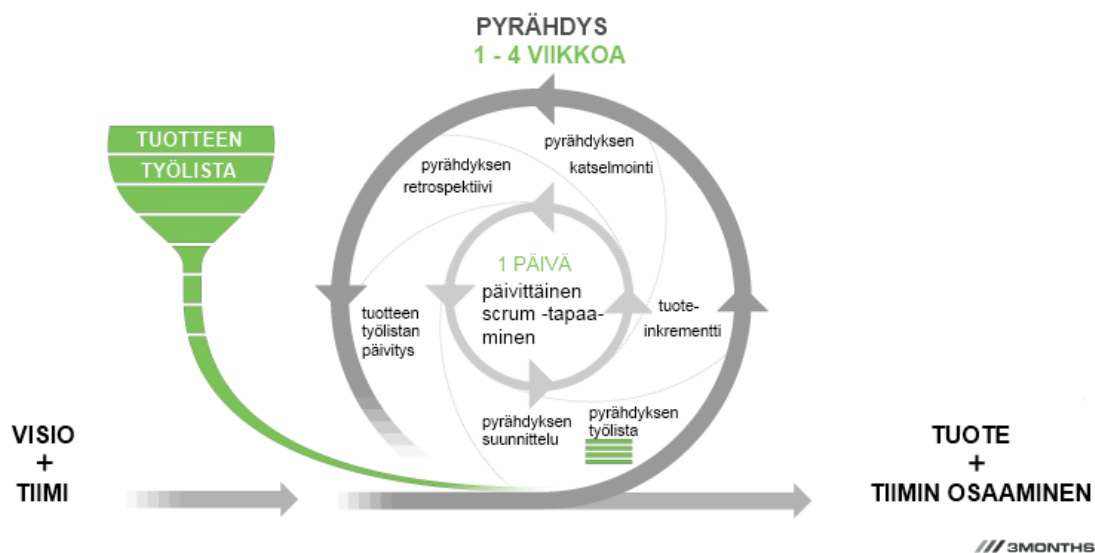 PYRÄHDYS
1 - 4 VIIKKOA
TUOTTEEN
TYÖLISTA
pyrähdyksen
katselmointi
pyrähdyksen
retrospektiivi
1 PÄIVÄ
päivittäinen
scrum -tapaa-
minen
tuotteen
työlistan
päivitys
tuote-
inkrementti
pyrähdyksen
suunnittelu
pyrähdyksen
työlista
VISIO
+
TIIMI
TUOTE
+
TIIMIN OSAAMINEN
3MONTHS